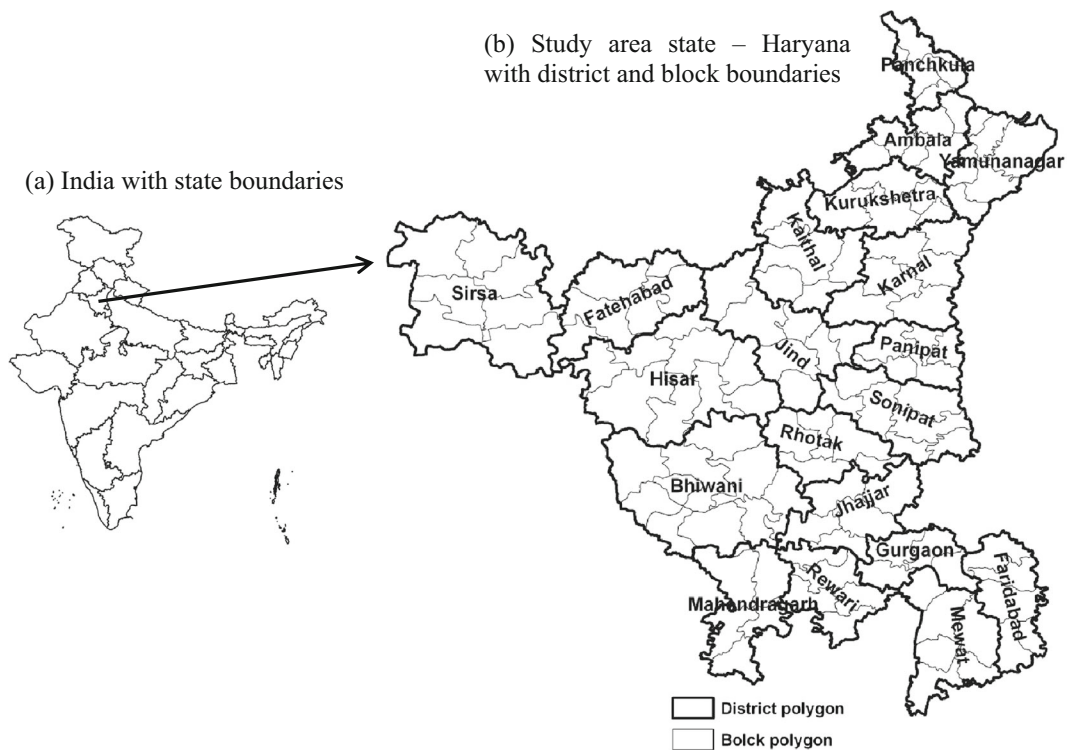 (b) Study area state – Haryana
with district and block boundaries
(a) India with state boundaries
Panchkula
Ambala
Yamunanagar
Kurukshetra
Kaithal
Karnal
Sirsa
Fatehabad
Jind
Panipat
Hisar
Sonipat
Rhotak
Bhiwani
Jhajjar
Gurgaon
Faridabad
Mahendragarh
Rewari
Mewat
District polygon
Bolck polygon